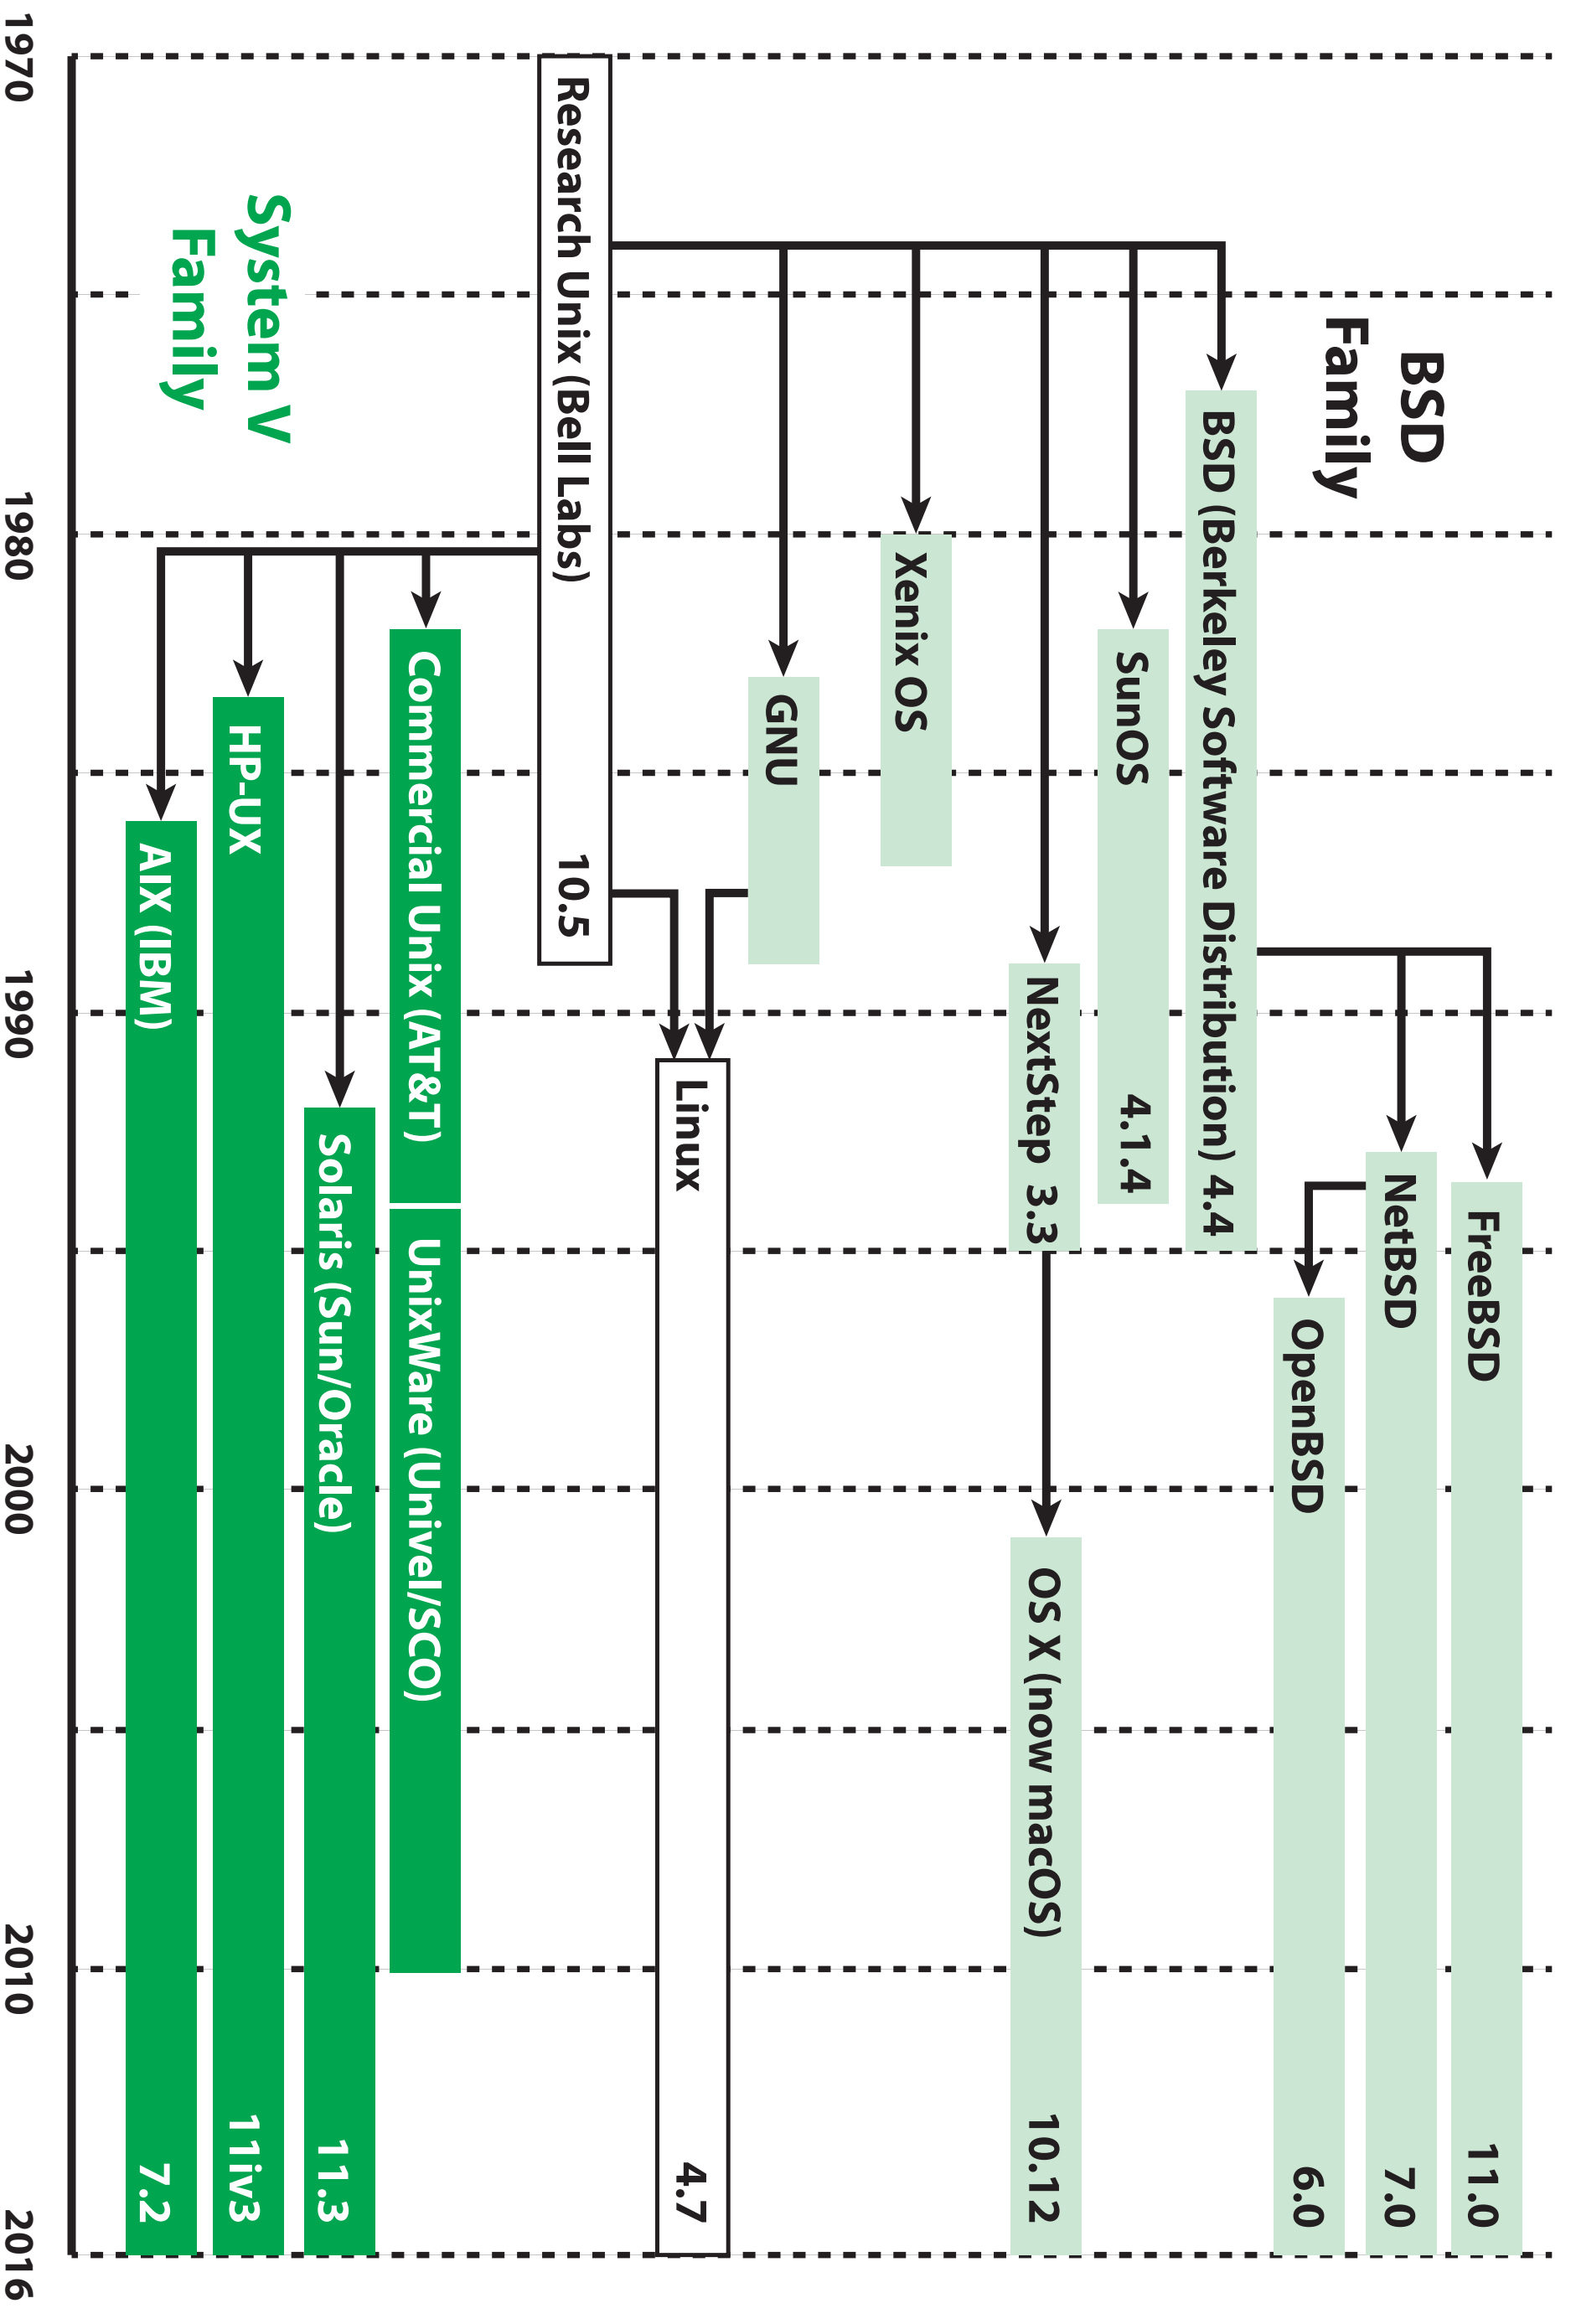 BSD
Family
FreeBSD 11.0
NetBSD 7.0
OpenBSD 6.0
BSD (Berkeley Software Distribution) 4.4
SunOS 4.1.4
NextStep 3.3
OS X (now macOS) 10.12
Xenix OS
GNU
Linux 4.7
Research Unix (Bell Labs) 10.5
Commercial Unix (AT&T)
UnixWare (Univel/SCO)
Solaris (Sun/Oracle) 11.3
HP-UX 11iv3
AIX (IBM) 7.2
System V
Family
1970 1980 1990 2000 2010 2016